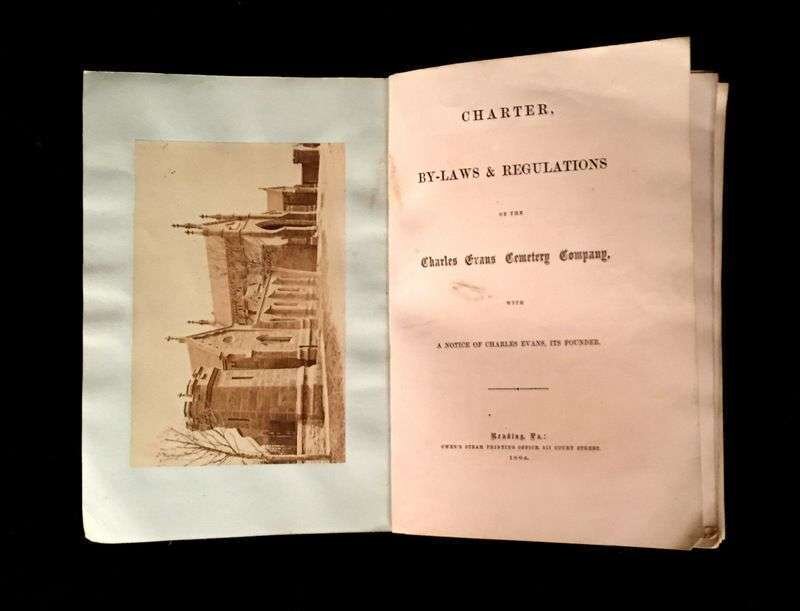 CHARTER,
BY-LAWS & REGULATIONS
OF THE
Charles Evans Cemetery Company,
WITH
A NOTICE OF CHARLES EVANS, ITS FOUNDER.
Reading, Pa.:
OWEN'S STEAM PRINTING OFFICE, 515 COURT STREET.